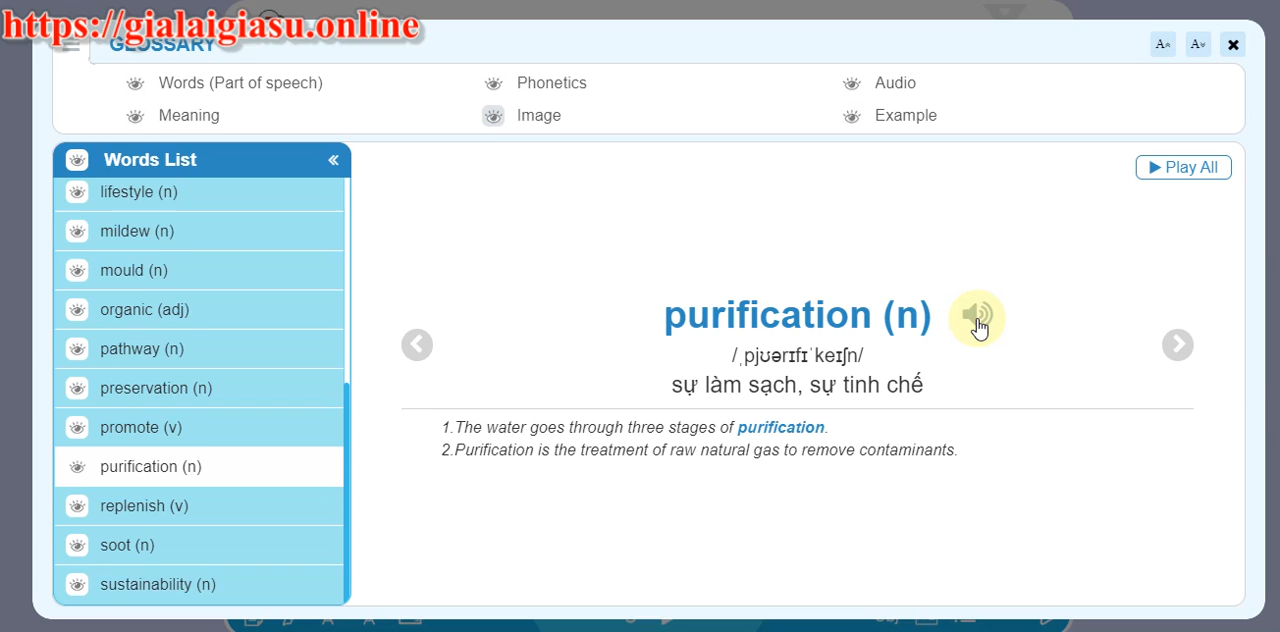 https://gialaigiasu.online
GLOSSARY
A A
Words (Part of speech) Phonetics Audio
Meaning Image Example
Words List «
Play All
lifestyle (n)
mildew (n)
mould (n)
organic (adj)
pathway (n)
preservation (n)
promote (v)
purification (n)
replenish (v)
soot (n)
sustainability (n)
purification (n)
/ˌpjʊərɪfɪˈkeɪʃn/
sự làm sạch, sự tinh chế
1.The water goes through three stages of purification.
2.Purification is the treatment of raw natural gas to remove contaminants.